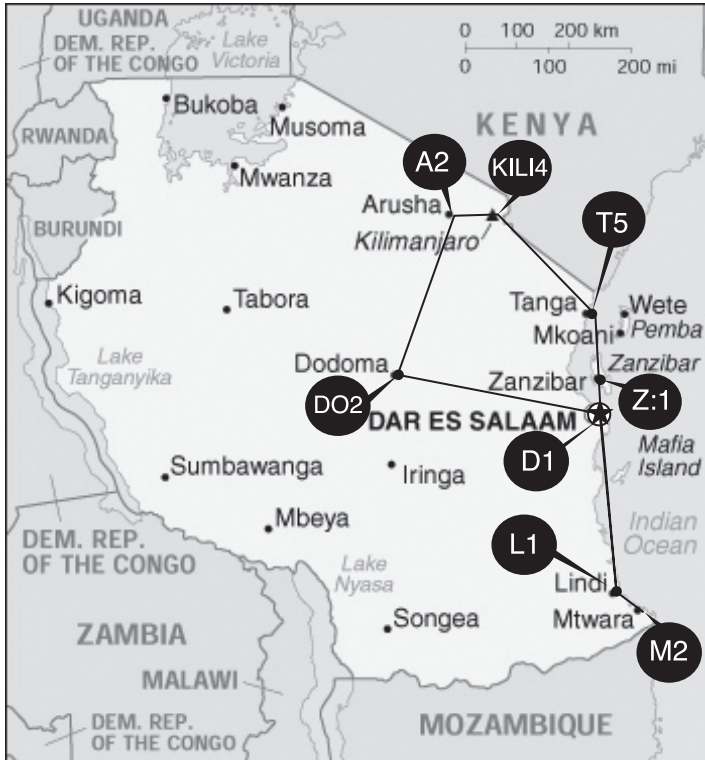 UGANDA
DEM. REP.
OF THE CONGO
Lake
Victoria
0 100 200 km
0 100 200 mi
RWANDA
Bukoba
Musoma
KENYA
Mwanza
A2
KILI4
BURUNDI
Arusha
Kilimanjaro
T5
Kigoma
Tabora
Tanga
Wete
Mkoani
Pemba
Lake
Tanganyika
Dodoma
Zanzibar
Zanzibar
DO2
Z:1
DAR ES SALAAM
D1
Mafia
Island
Sumbawanga
Iringa
Mbeya
Indian
Ocean
DEM. REP.
OF THE CONGO
L1
Lake
Nyasa
Lindi
Mtwara
Songea
M2
ZAMBIA
MALAWI
MOZAMBIQUE
DEM. REP.
OF THE CONGO